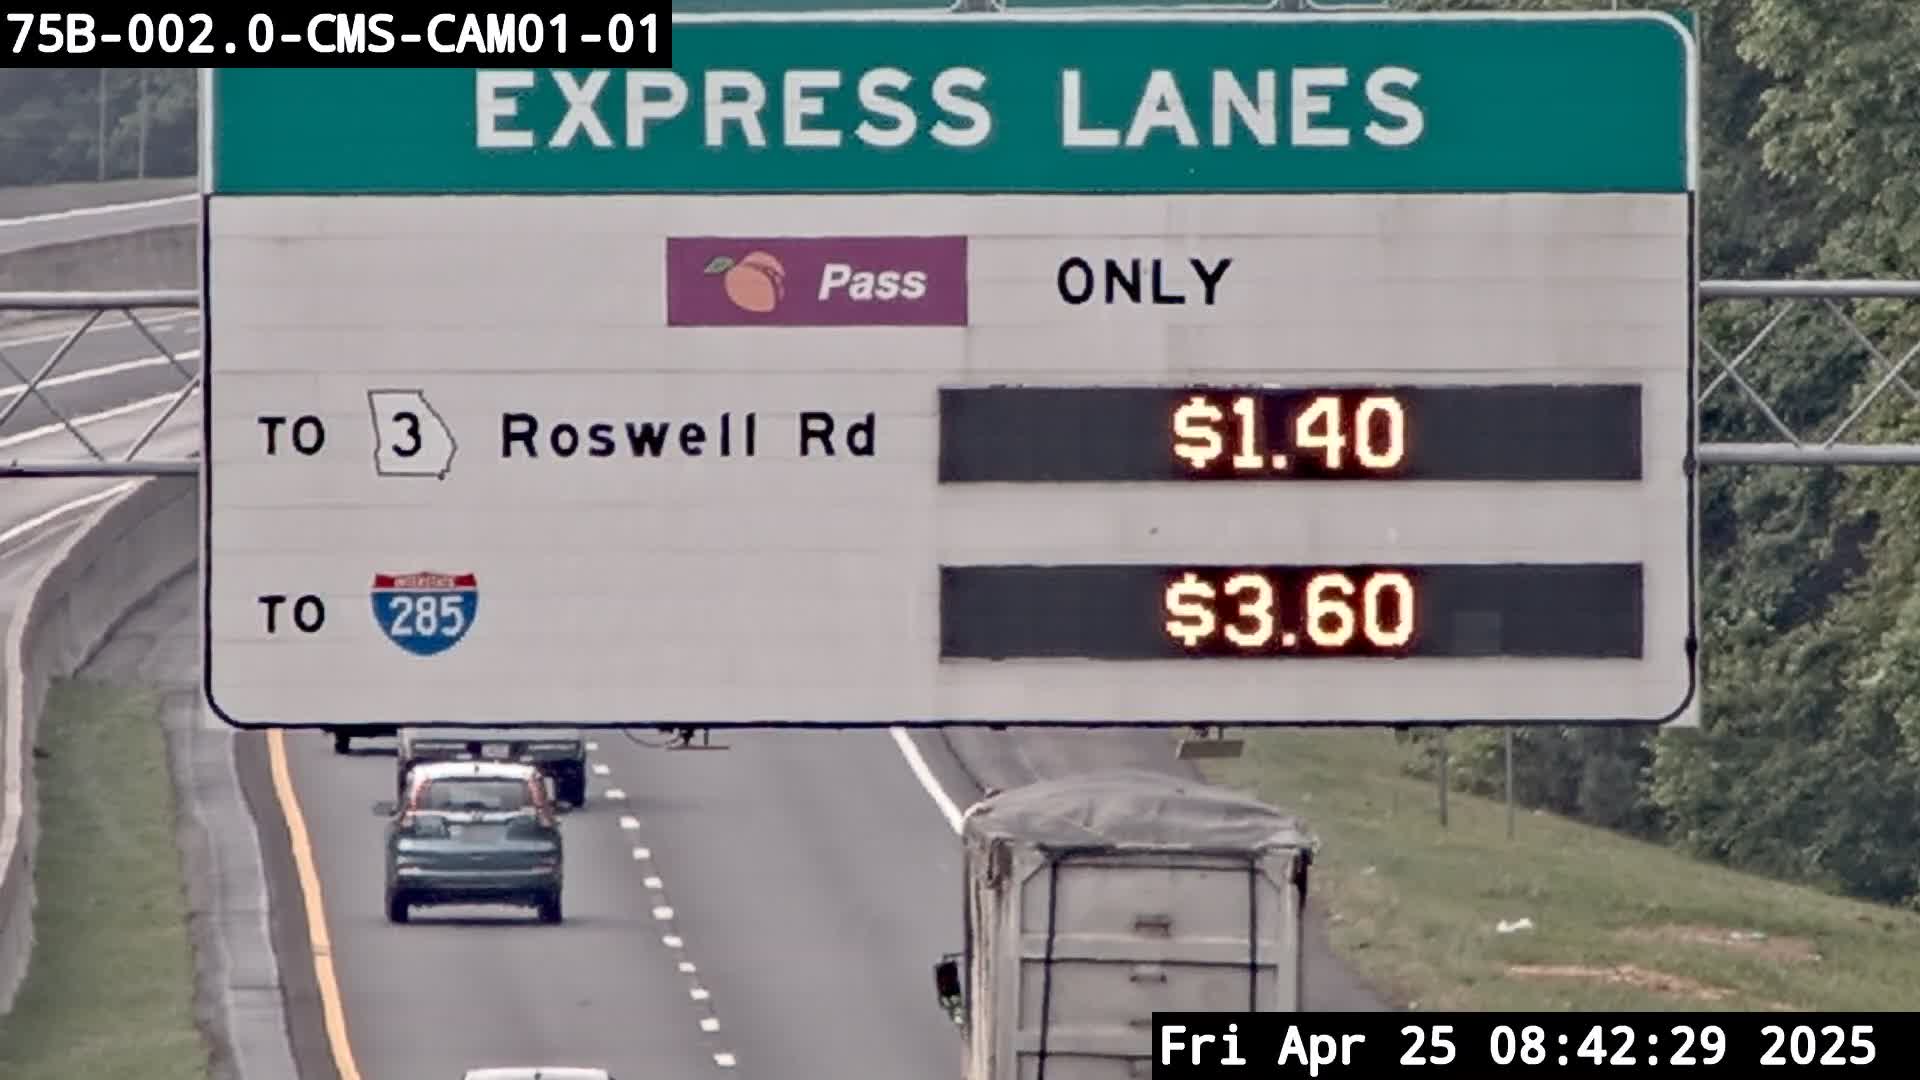 75B-002.0-CMS-CAM01-01
EXPRESS LANES
Pass ONLY
TO 3 Roswell Rd $1.40
TO INTERSTATE 285 $3.60
Fri Apr 25 08:42:29 2025